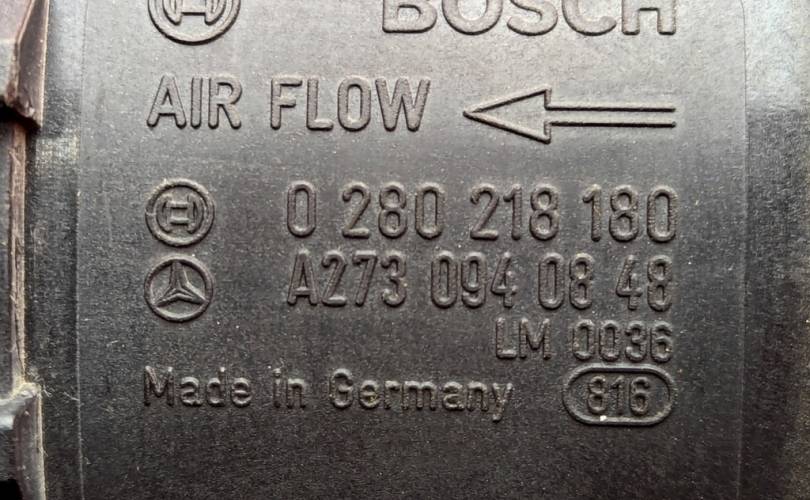 BOSCH
AIR FLOW
0 280 218 180
A273 094 08 48
LM 0036
Made in Germany 816